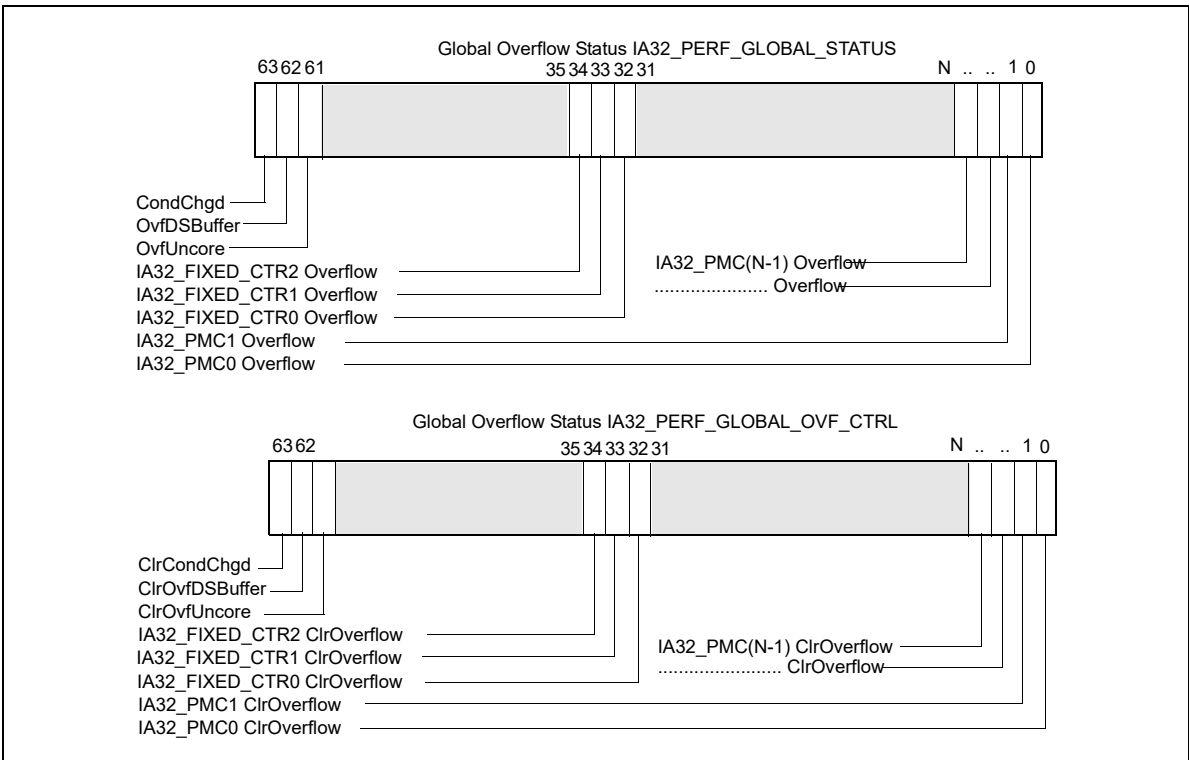 Global Overflow Status IA32_PERF_GLOBAL_STATUS
63 62 61 35 34 33 32 31 N .. .. 1 0
CondChgd
OvfDSBuffer
OvfUncore
IA32_FIXED_CTR2 Overflow
IA32_FIXED_CTR1 Overflow
IA32_FIXED_CTR0 Overflow
IA32_PMC1 Overflow
IA32_PMC0 Overflow
IA32_PMC(N-1) Overflow
...................... Overflow
Global Overflow Status IA32_PERF_GLOBAL_OVF_CTRL
63 62 35 34 33 32 31 N .. .. 1 0
ClrCondChgd
ClrOvfDSBuffer
ClrOvfUncore
IA32_FIXED_CTR2 ClrOverflow
IA32_FIXED_CTR1 ClrOverflow
IA32_FIXED_CTR0 ClrOverflow
IA32_PMC1 ClrOverflow
IA32_PMC0 ClrOverflow
IA32_PMC(N-1) ClrOverflow
........................ ClrOverflow